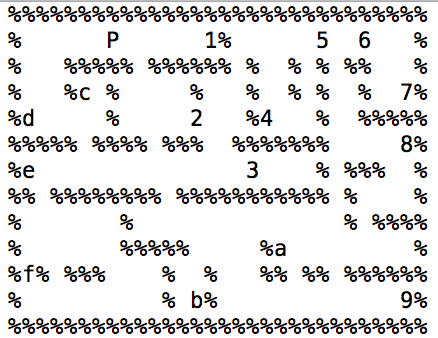 %%%%%%%%%%%%%%%%%%%%%%%%%%%%%%
%      P      1%      5  6   %
%   %%%%% %%%%%% %  % % %%   %
%   %c %     %   %  % %  %  7%
%d     %     2   %4   %  %%%%%
%%%%% %%%% %%%  %%%%%%%     8%
%e               3    % %%%  %
%% %%%%%%%% %%%%%%%%%%% %    %
%       %               % %%%%
%       %%%%%     %a         %
%f% %%%    %  %   %% %% %%%%%%
%          % b%             9%
%%%%%%%%%%%%%%%%%%%%%%%%%%%%%%